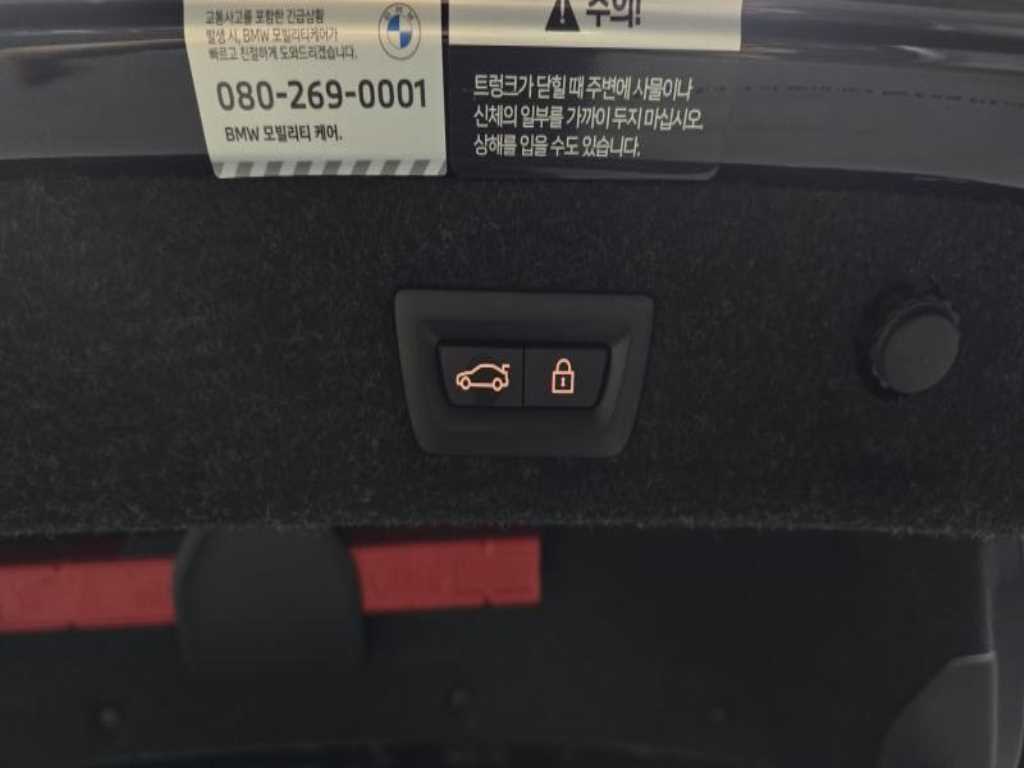 교통사고를 포함한 긴급상황
발생 시, BMW 모빌리티케어가
빠르고 친절하게 도와드리겠습니다.
080-269-0001
BMW 모빌리티 케어.
주의!
트렁크가 닫힐 때 주변에 사물이나
신체의 일부를 가까이 두지 마십시오.
상해를 입을 수도 있습니다.